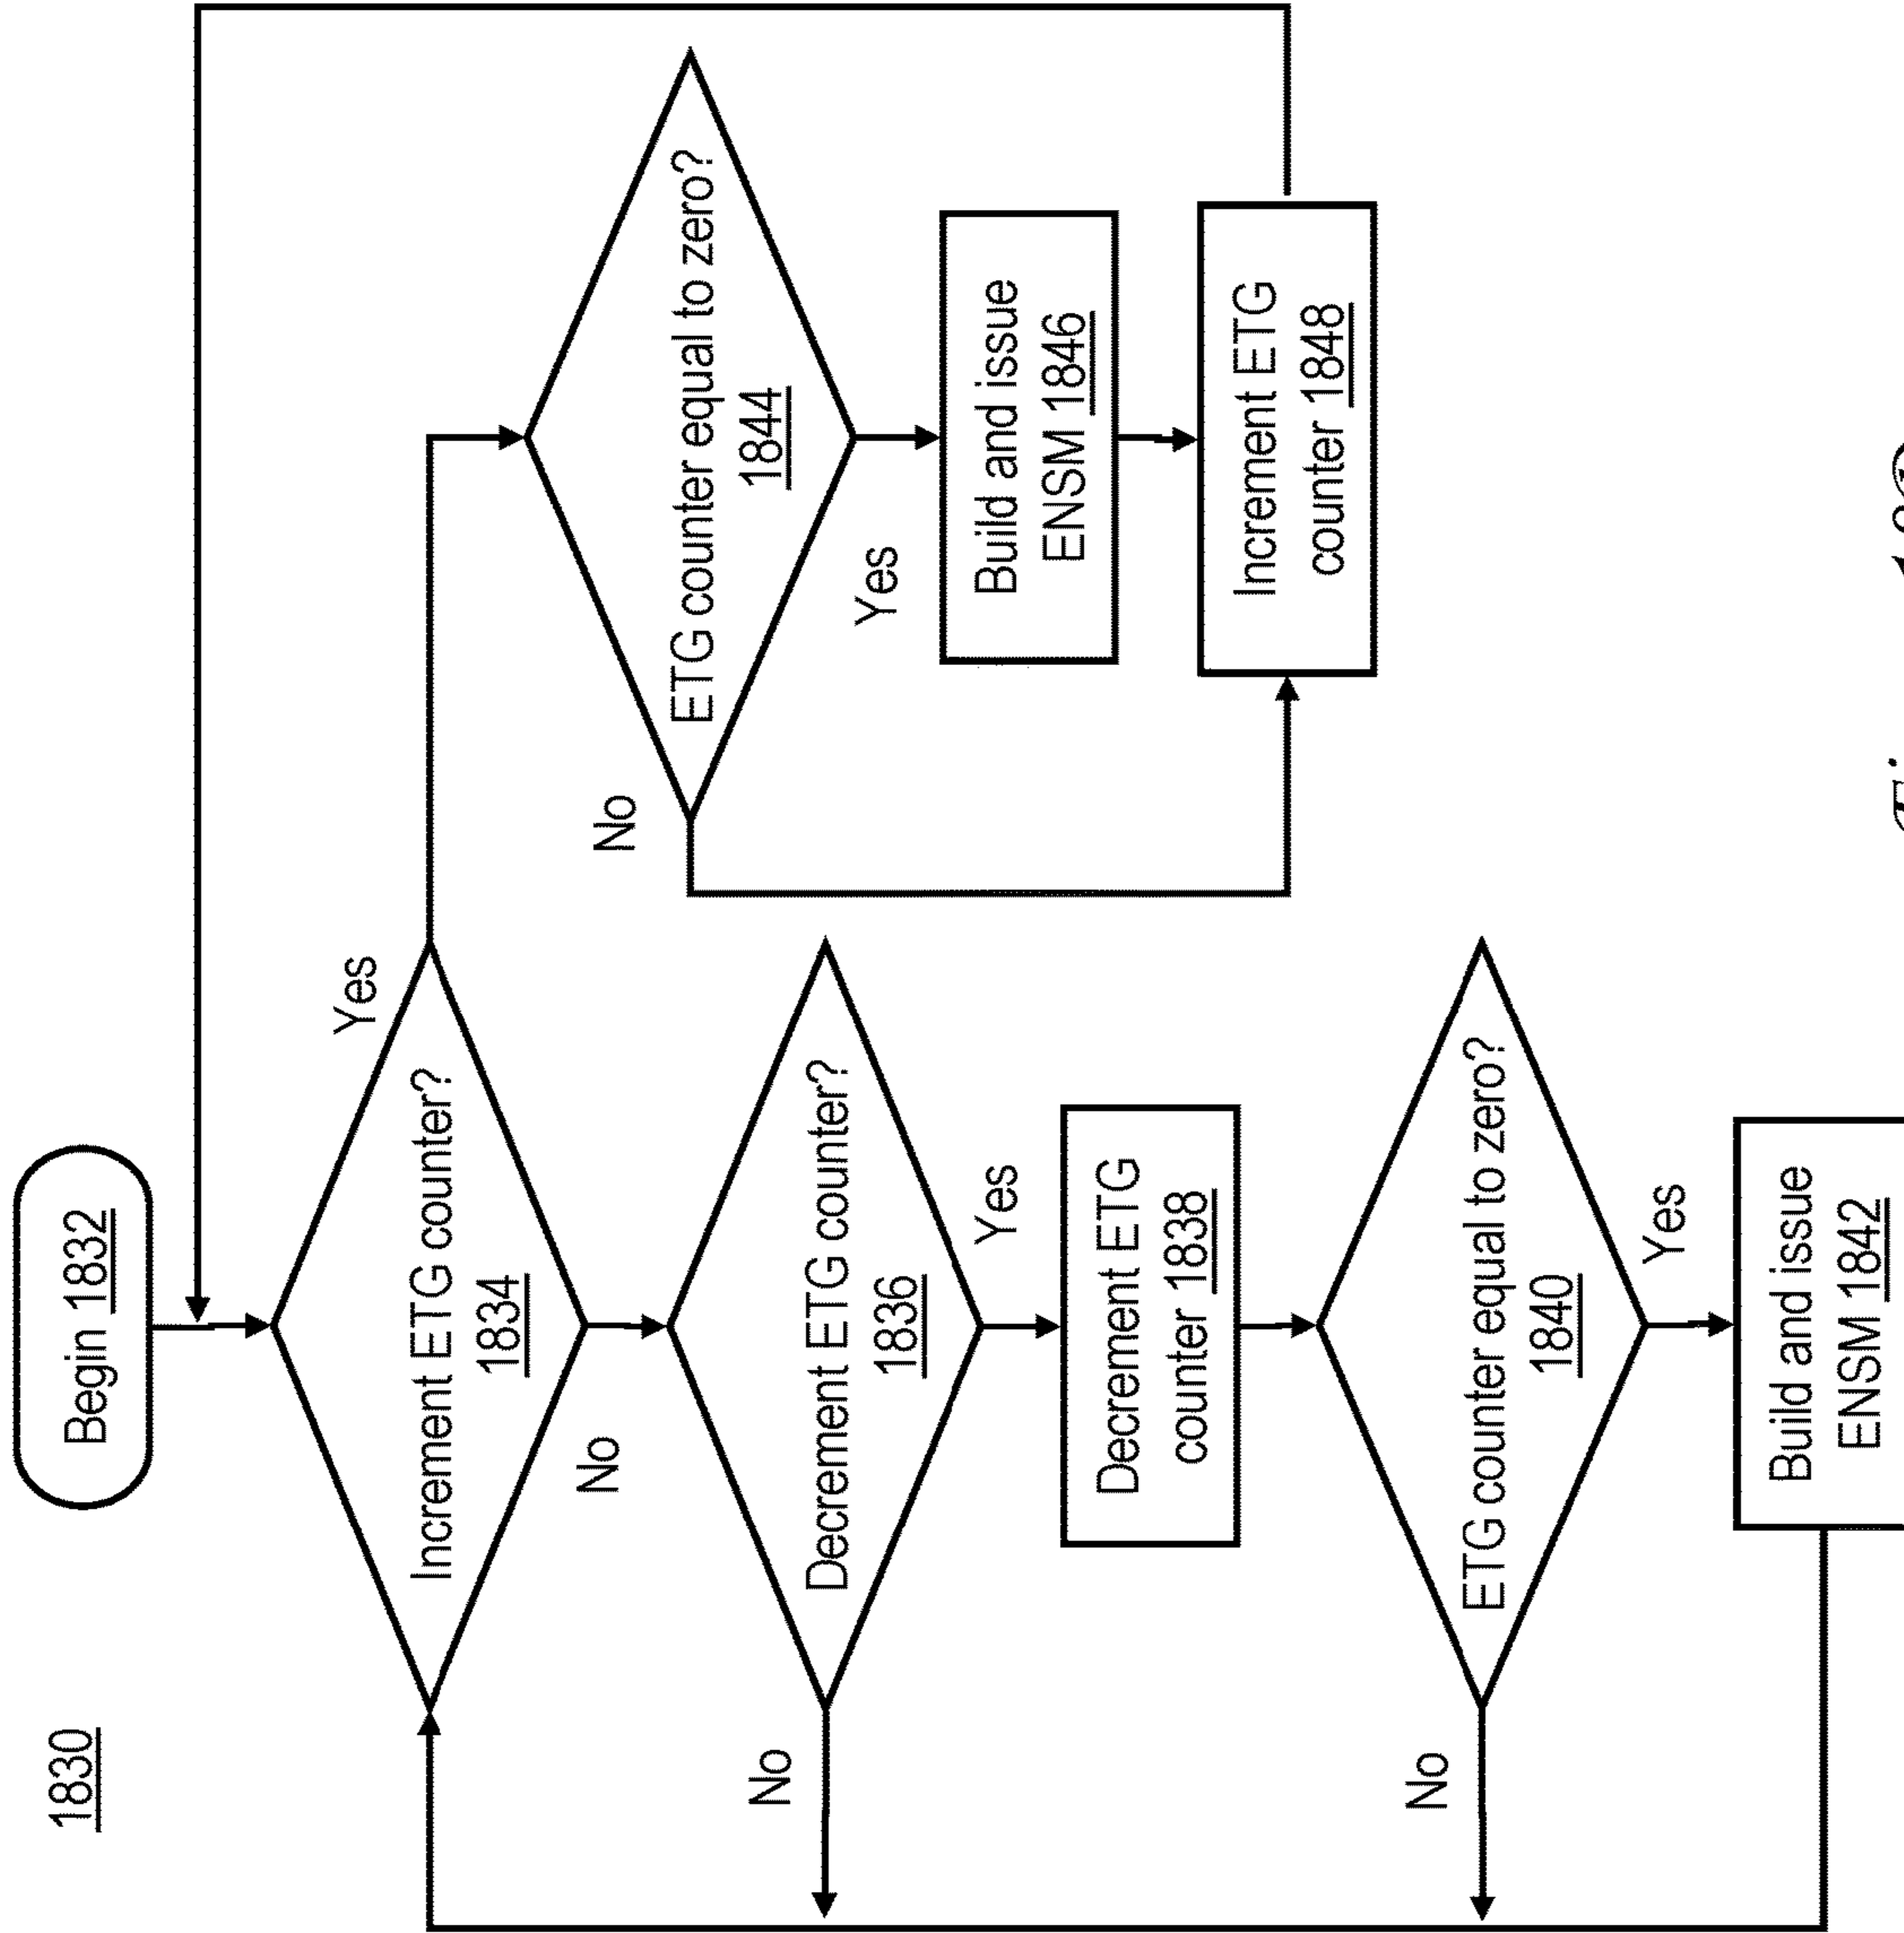 1830
Begin 1832
Increment ETG counter?
1834
Yes
No
Decrement ETG counter?
1836
No
Yes
Decrement ETG
counter 1838
ETG counter equal to zero?
1840
No
Yes
Build and issue
ENSM 1842
ETG counter equal to zero?
1844
No
Yes
Build and issue
ENSM 1846
Increment ETG
counter 1848